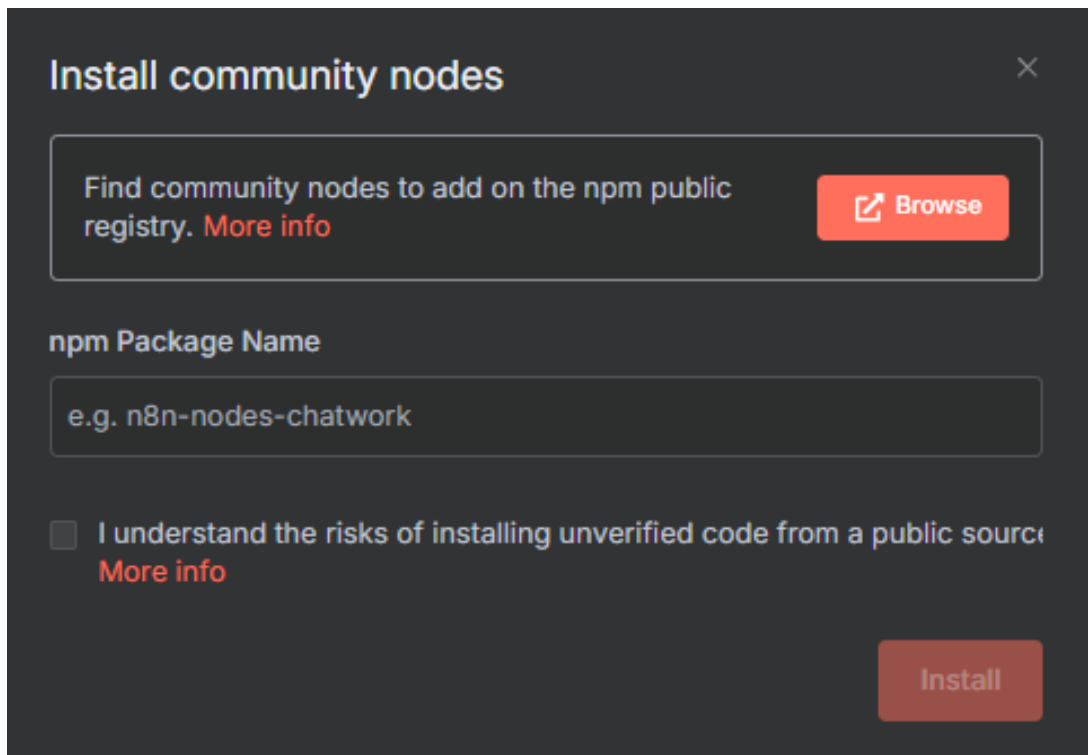 Install community nodes
Find community nodes to add on the npm public
registry. More info
Browse
npm Package Name
e.g. n8n-nodes-chatwork
I understand the risks of installing unverified code from a public source
More info
Install